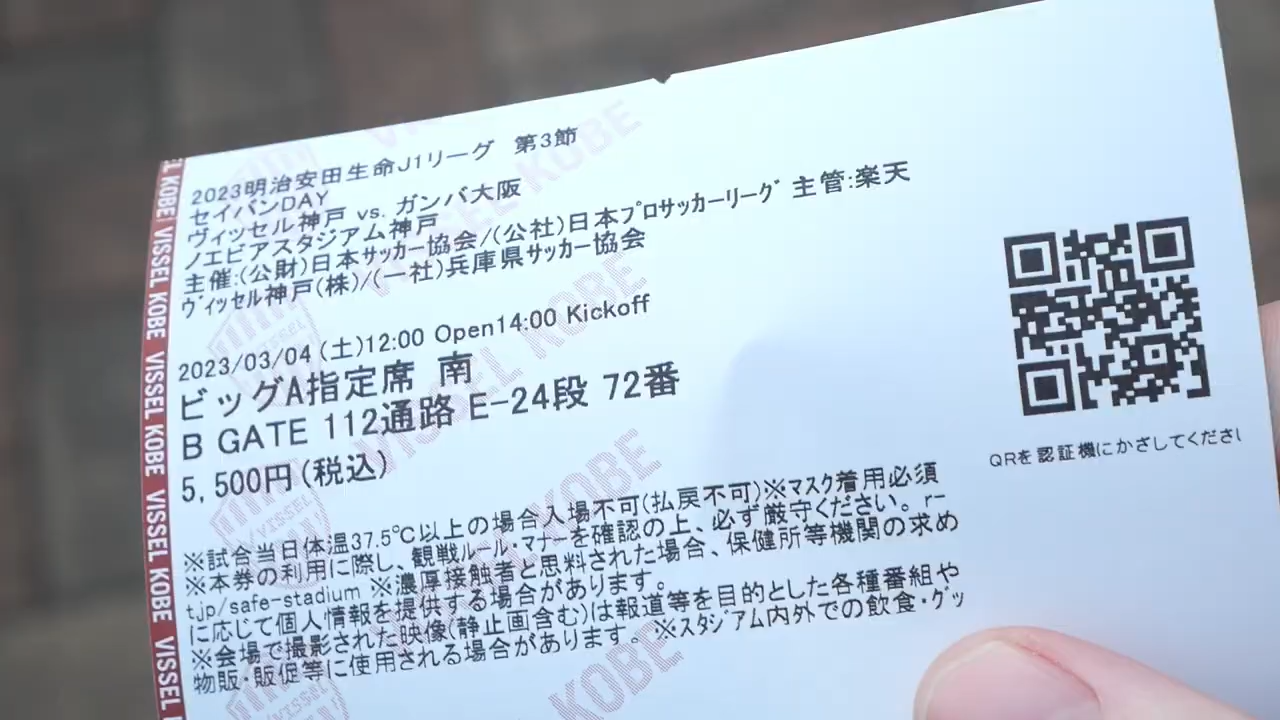 2023明治安田生命J1リーグ 第3節
セイバンDAY
ヴィッセル神戸 vs. ガンバ大阪
ノエビアスタジアム神戸
主催:(公財)日本サッカー協会/(公社)日本プロサッカーリーグ 主管:楽天
ヴィッセル神戸(株)/(一社)兵庫県サッカー協会
2023/03/04(土)12:00 Open14:00 Kickoff
ビッグA指定席 南
B GATE 112通路 E-24段 72番
5,500円(税込)
※試合当日体温37.5℃以上の場合入場不可(払戻不可)※マスク着用必須
※本券の利用に際し、観戦ルール・マナーを確認の上、必ず厳守ください。r-
t.jp/safe-stadium ※濃厚接触者と思料された場合、保健所等機関の求め
に応じて個人情報を提供する場合があります。
※会場で撮影された映像(静止画含む)は報道等を目的とした各種番組や
物販・販促等に使用される場合があります。※スタジアム内外での飲食・グッ
QRを認証機にかざしてください
EL KOBE VISSEL KOBE VISSEL KOBE VISSEL KOBE VISSEL
VISSEL KOBE
VISSEL KOBE
VISSEL KOBE
KOBE
KOBE
VISSEL
VISSEL
VISSEL